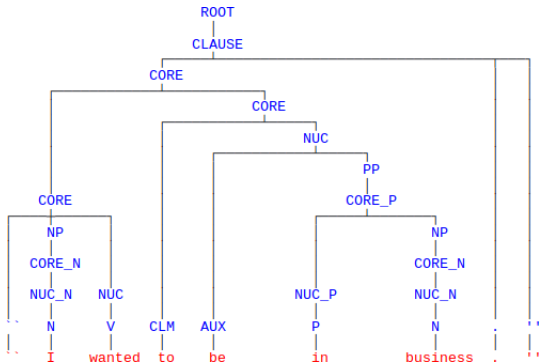 ROOT
CLAUSE
CORE
CORE
NUC
PP
CORE CORE_P
NP NP
CORE_N CORE_N
NUC_N NUC NUC_P NUC_N
`` N V CLM AUX P N . ''
`` I wanted to be in business . ''